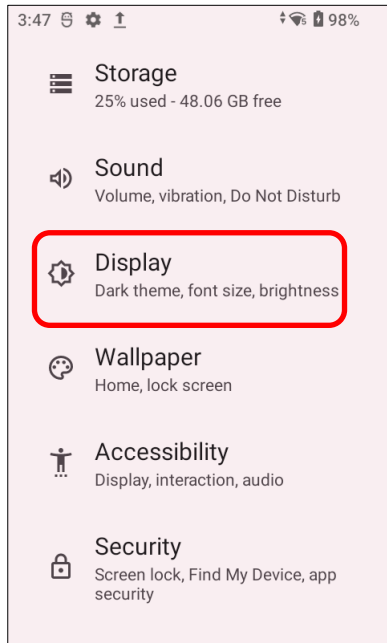 3:47 98%
Storage
25% used - 48.06 GB free
Sound
Volume, vibration, Do Not Disturb
Display
Dark theme, font size, brightness
Wallpaper
Home, lock screen
Accessibility
Display, interaction, audio
Security
Screen lock, Find My Device, app
security